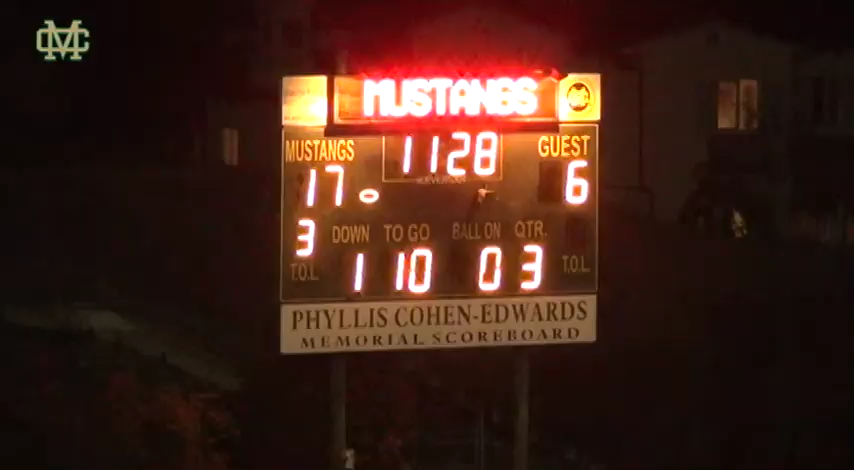 MC
MUSTANGS
MUSTANGS 1128 GUEST
17 6
3 DOWN TO GO BALL ON QTR.
T.O.L. 1 10 0 3 T.O.L.
PHYLLIS COHEN-EDWARDS
MEMORIAL SCOREBOARD